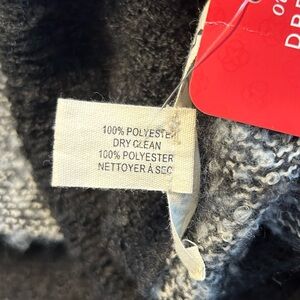 100% POLYESTER
DRY CLEAN
100% POLYESTER
NETTOYER À SEC